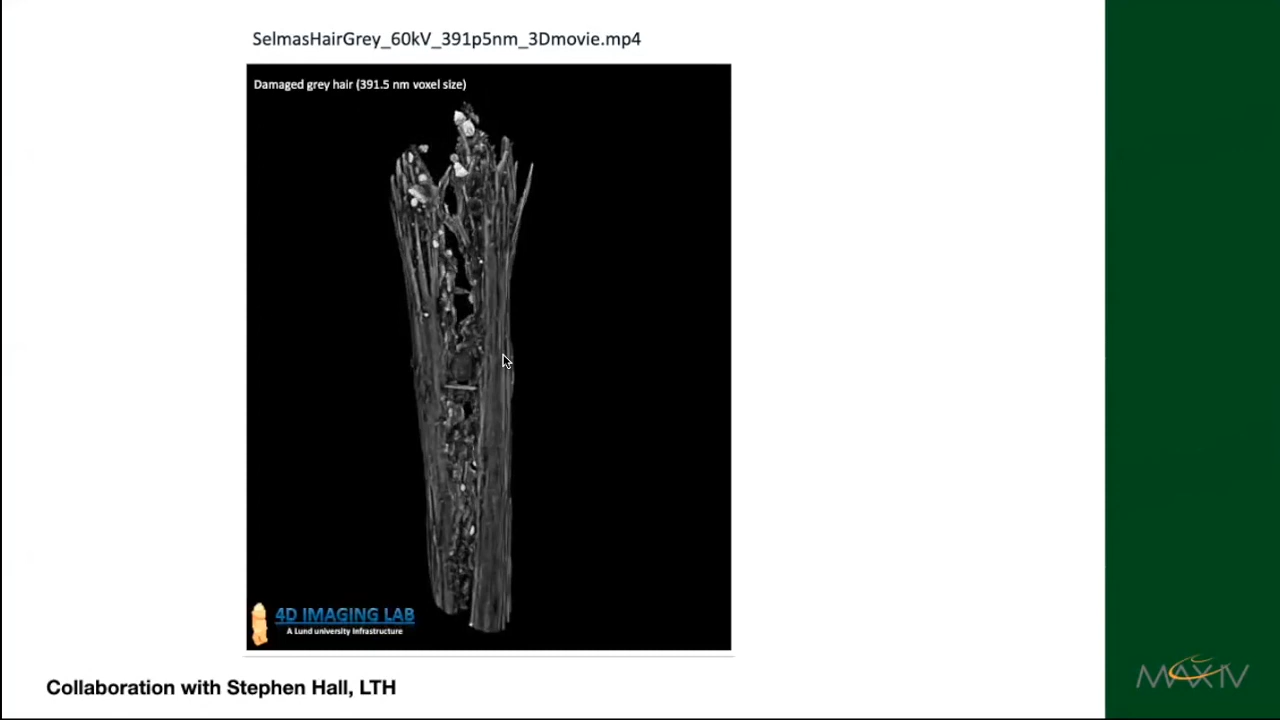 SelmasHairGrey_60kV_391p5nm_3Dmovie.mp4
Damaged grey hair (391.5 nm voxel size)
4D IMAGING LAB
A Lund university Infrastructure
Collaboration with Stephen Hall, LTH
MAX IV